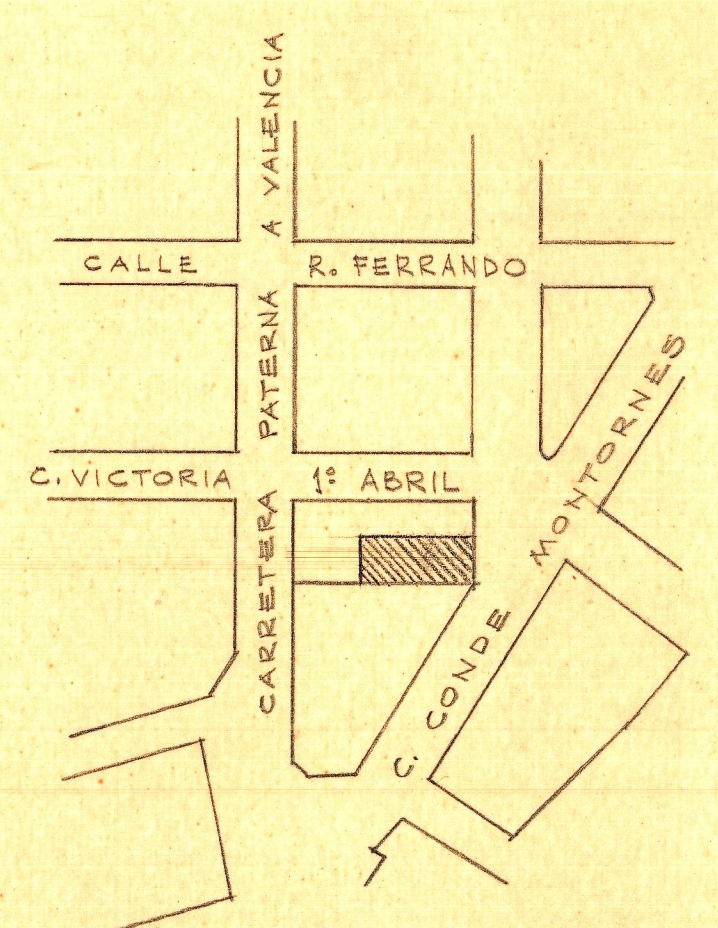 CARRETERA PATERNA A VALENCIA
CALLE R. FERRANDO
C. VICTORIA 1º ABRIL
C. CONDE MONTORNES